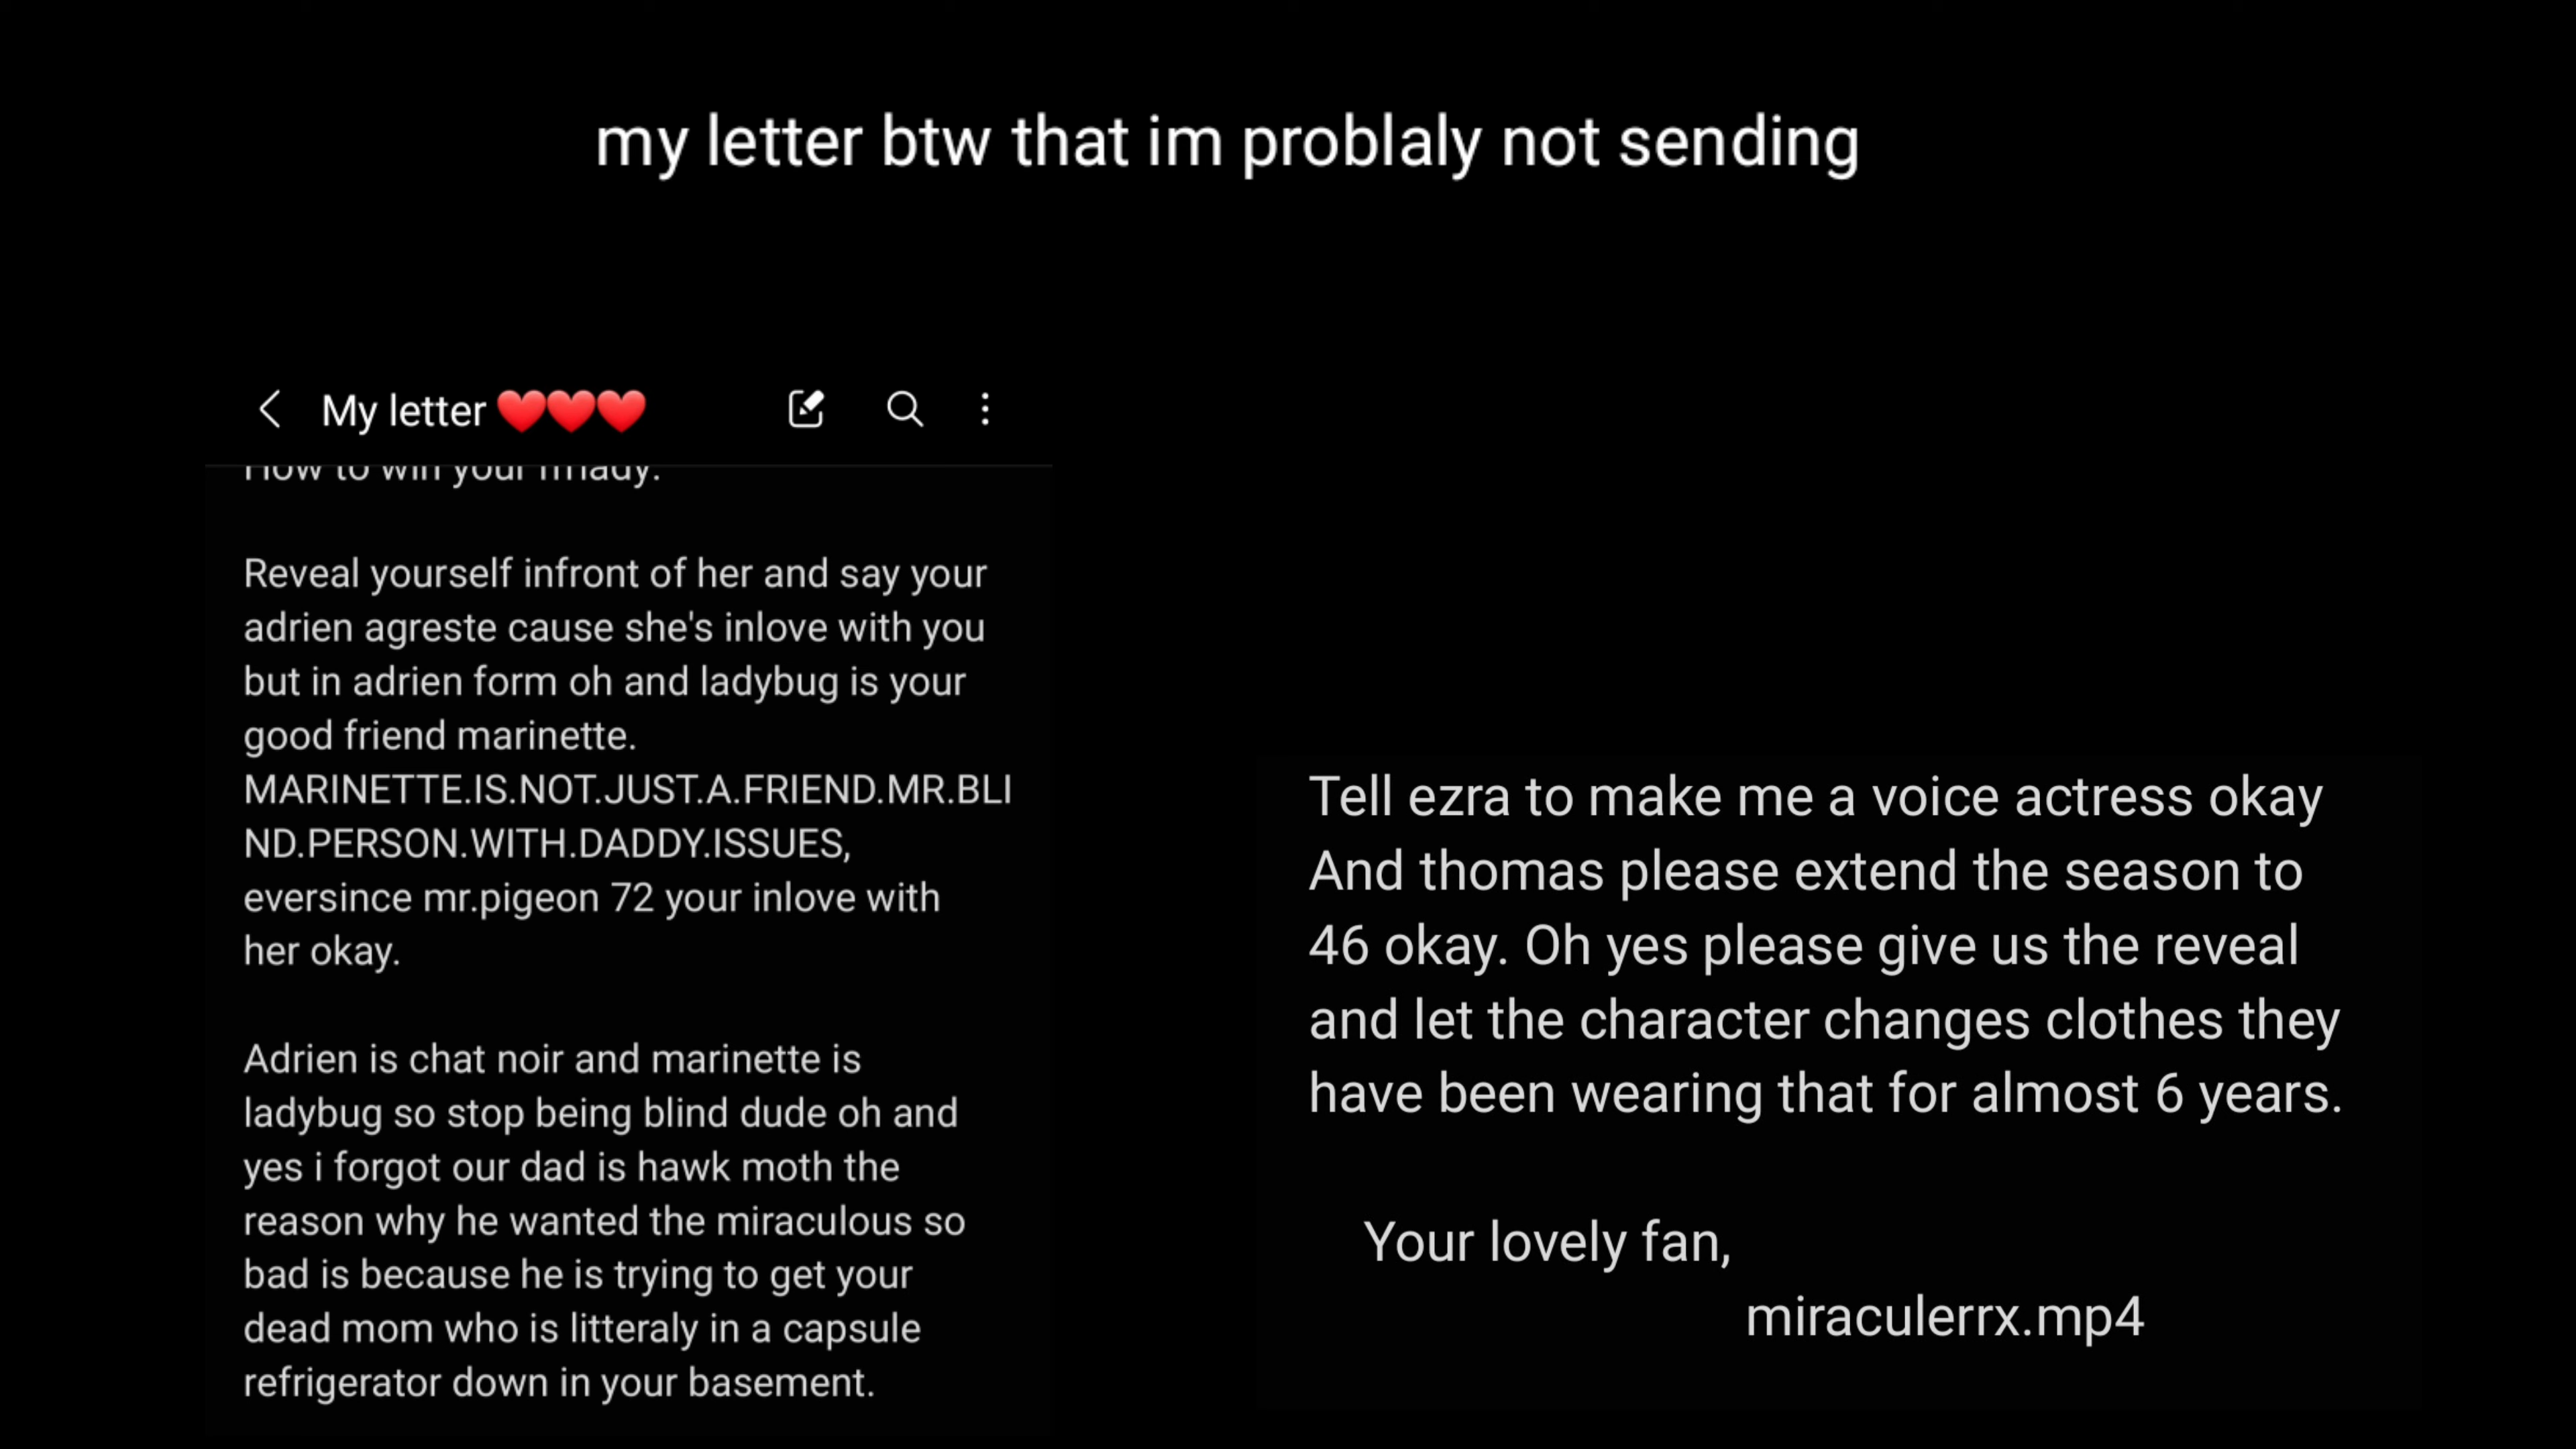 my letter btw that im problaly not sending
My letter ❤️❤️❤️
How to win your m'lady.
Reveal yourself infront of her and say your
adrien agreste cause she's inlove with you
but in adrien form oh and ladybug is your
good friend marinette.
MARINETTE.IS.NOT.JUST.A.FRIEND.MR.BLI
ND.PERSON.WITH.DADDY.ISSUES,
eversince mr.pigeon 72 your inlove with
her okay.
Adrien is chat noir and marinette is
ladybug so stop being blind dude oh and
yes i forgot our dad is hawk moth the
reason why he wanted the miraculous so
bad is because he is trying to get your
dead mom who is litteraly in a capsule
refrigerator down in your basement.
Tell ezra to make me a voice actress okay
And thomas please extend the season to
46 okay. Oh yes please give us the reveal
and let the character changes clothes they
have been wearing that for almost 6 years.
Your lovely fan,
miraculerrx.mp4